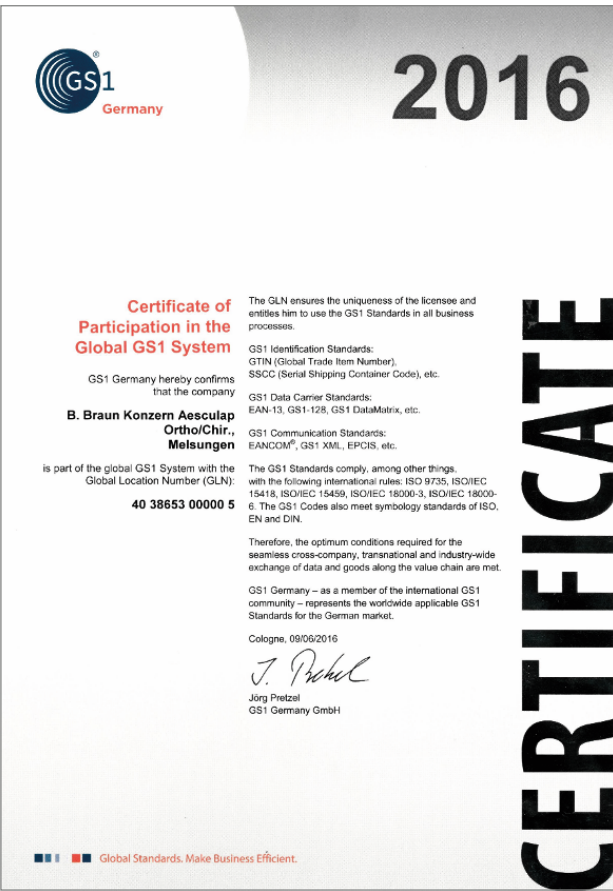 GS1
®
Germany
2016
Certificate of
Participation in the
Global GS1 System
GS1 Germany hereby confirms
that the company
B. Braun Konzern Aesculap
Ortho/Chir.,
Melsungen
is part of the global GS1 System with the
Global Location Number (GLN):
40 38653 00000 5
The GLN ensures the uniqueness of the licensee and
entitles him to use the GS1 Standards in all business
processes.
GS1 Identification Standards:
GTIN (Global Trade Item Number),
SSCC (Serial Shipping Container Code), etc.
GS1 Data Carrier Standards:
EAN-13, GS1-128, GS1 DataMatrix, etc.
GS1 Communication Standards:
EANCOM®, GS1 XML, EPCIS, etc.
The GS1 Standards comply, among other things,
with the following international rules: ISO 9735, ISO/IEC
15418, ISO/IEC 15459, ISO/IEC 18000-3, ISO/IEC 18000-
6. The GS1 Codes also meet symbology standards of ISO,
EN and DIN.
Therefore, the optimum conditions required for the
seamless cross-company, transnational and industry-wide
exchange of data and goods along the value chain are met.
GS1 Germany – as a member of the international GS1
community – represents the worldwide applicable GS1
Standards for the German market.
Cologne, 09/06/2016
J. Pretzel
Jörg Pretzel
GS1 Germany GmbH
CERTIFICATE
Global Standards. Make Business Efficient.